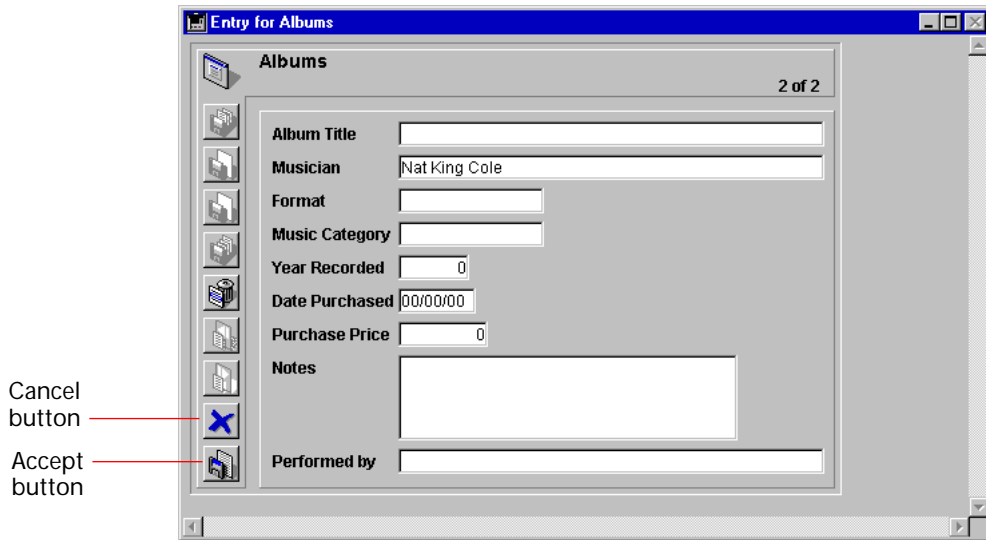 Entry for Albums
Albums
2 of 2
Album Title
Musician Nat King Cole
Format
Music Category
Year Recorded 0
Date Purchased 00/00/00
Purchase Price 0
Notes
Performed by
Cancel
button
Accept
button